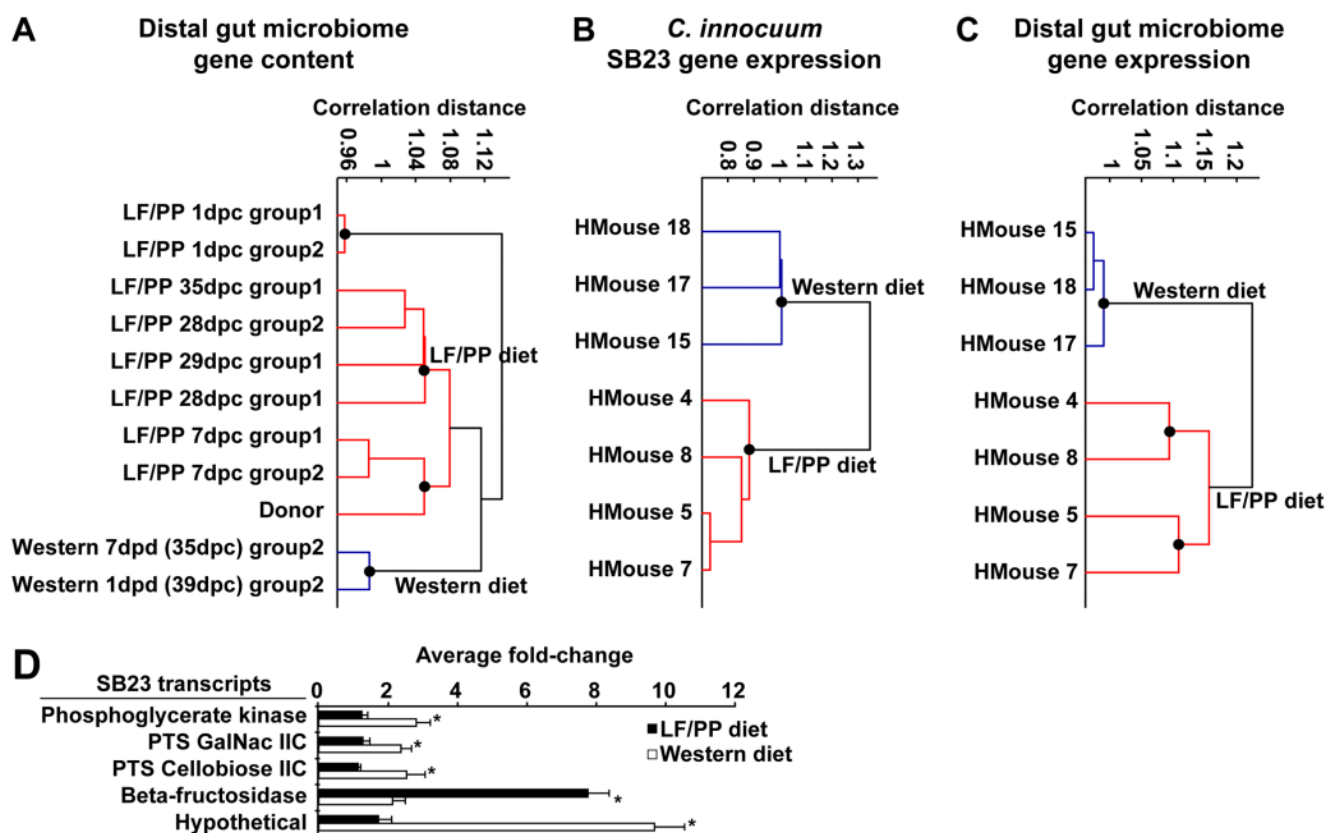 A
Distal gut microbiome
gene content
Correlation distance
0.96 1 1.04 1.08 1.12
LF/PP 1dpc group1
LF/PP 1dpc group2
LF/PP 35dpc group1
LF/PP 28dpc group2
LF/PP 29dpc group1
LF/PP 28dpc group1
LF/PP 7dpc group1
LF/PP 7dpc group2
Donor
Western 7dpd (35dpc) group2
Western 1dpd (39dpc) group2
LF/PP diet
Western diet
B
C. innocuum
SB23 gene expression
Correlation distance
0.8 0.9 1 1.1 1.2 1.3
HMouse 18
HMouse 17
HMouse 15
HMouse 4
HMouse 8
HMouse 5
HMouse 7
Western diet
LF/PP diet
C
Distal gut microbiome
gene expression
Correlation distance
1 1.05 1.1 1.15 1.2
HMouse 15
HMouse 18
HMouse 17
HMouse 4
HMouse 8
HMouse 5
HMouse 7
Western diet
LF/PP diet
D
Average fold-change
SB23 transcripts
0 2 4 6 8 10 12
Phosphoglycerate kinase *
PTS GalNac IIC *
PTS Cellobiose IIC *
Beta-fructosidase *
Hypothetical *
LF/PP diet
Western diet